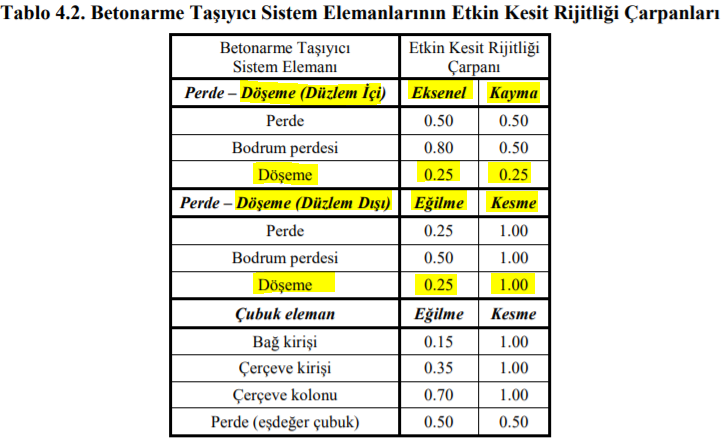 Tablo 4.2. Betonarme Taşıyıcı Sistem Elemanlarının Etkin Kesit Rijitliği Çarpanları
Betonarme Taşıyıcı Etkin Kesit Rijitliği
Sistem Elemanı Çarpanı
Perde – Döşeme (Düzlem İçi) Eksenel Kayma
Perde 0.50 0.50
Bodrum perdesi 0.80 0.50
Döşeme 0.25 0.25
Perde – Döşeme (Düzlem Dışı) Eğilme Kesme
Perde 0.25 1.00
Bodrum perdesi 0.50 1.00
Döşeme 0.25 1.00
Çubuk eleman Eğilme Kesme
Bağ kirişi 0.15 1.00
Çerçeve kirişi 0.35 1.00
Çerçeve kolonu 0.70 1.00
Perde (eşdeğer çubuk) 0.50 0.50